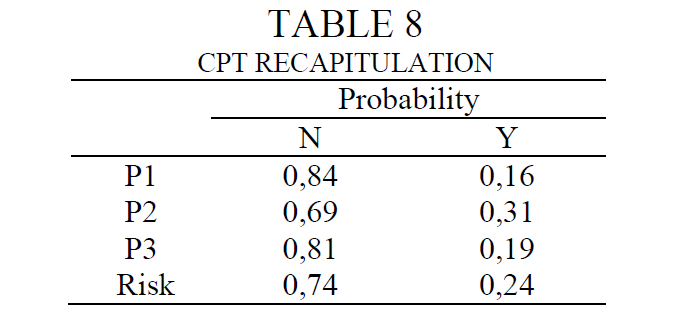 TABLE 8
CPT RECAPITULATION
Probability
N Y
P1 0,84 0,16
P2 0,69 0,31
P3 0,81 0,19
Risk 0,74 0,24